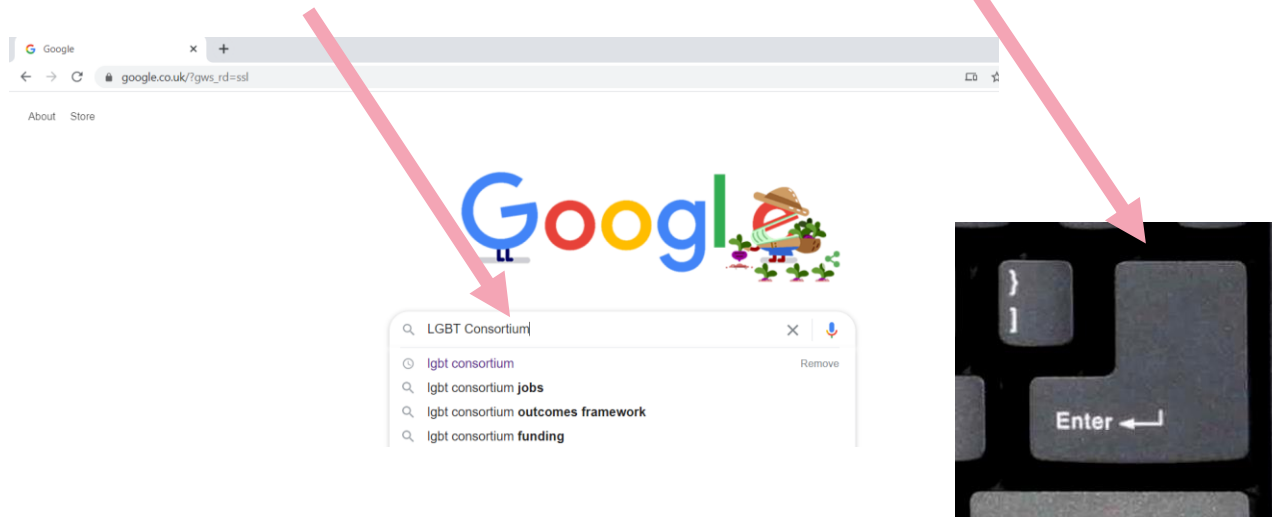 Google
google.co.uk/?gws_rd=ssl
About Store
Google
LGBT Consortium
lgbt consortium Remove
lgbt consortium jobs
lgbt consortium outcomes framework
lgbt consortium funding
}
]
Enter